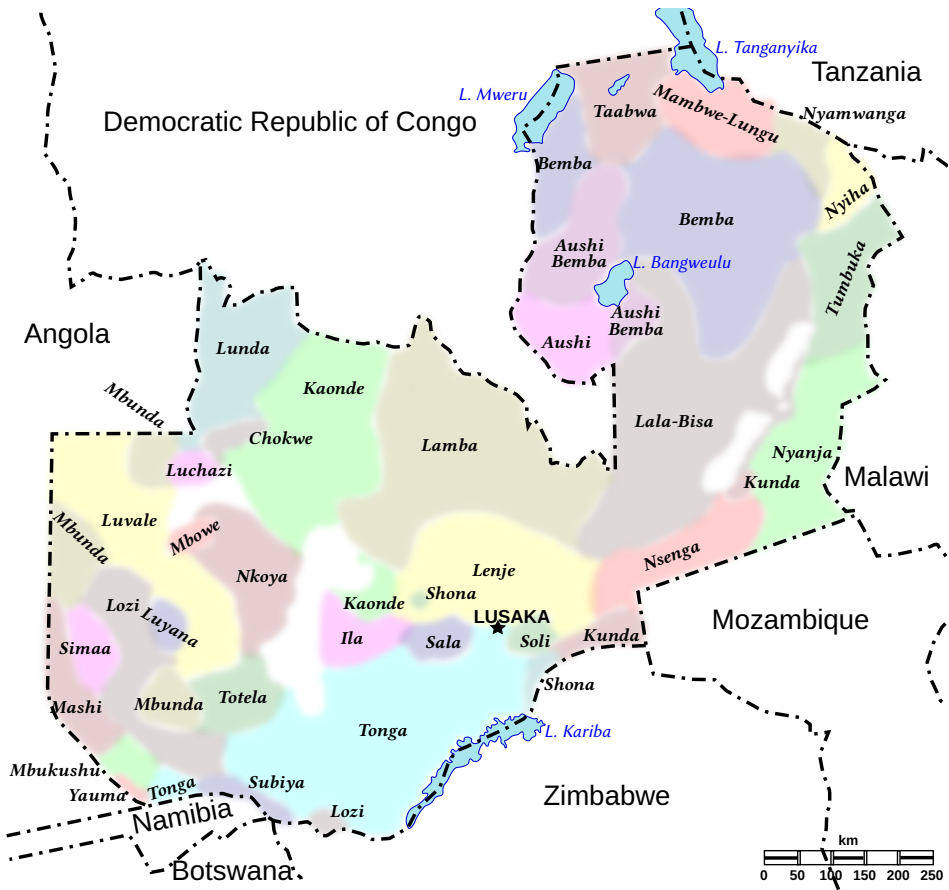 L. Tanganyika
Tanzania
L. Mweru
Taabwa
Mambwe-Lungu
Nyamwanga
Democratic Republic of Congo
Bemba
Nyiha
Bemba
Aushi
Bemba
L. Bangweulu
Tumbuka
Aushi
Bemba
Angola
Lunda
Aushi
Kaonde
Mbunda
Chokwe
Lamba
Lala-Bisa
Luchazi
Nyanja
Kunda
Malawi
Luvale
Mbunda
Mbowe
Nkoya
Lenje
Nsenga
Shona
Kaonde
LUSAKA
Lozi
Luyana
Simaa
Ila
Sala
Soli
Kunda
Mozambique
Shona
Mashi
Mbunda
Totela
Tonga
L. Kariba
Mbukushu
Yauma
Tonga
Subiya
Zimbabwe
Lozi
Namibia
Botswana
km
0 50 100 150 200 250